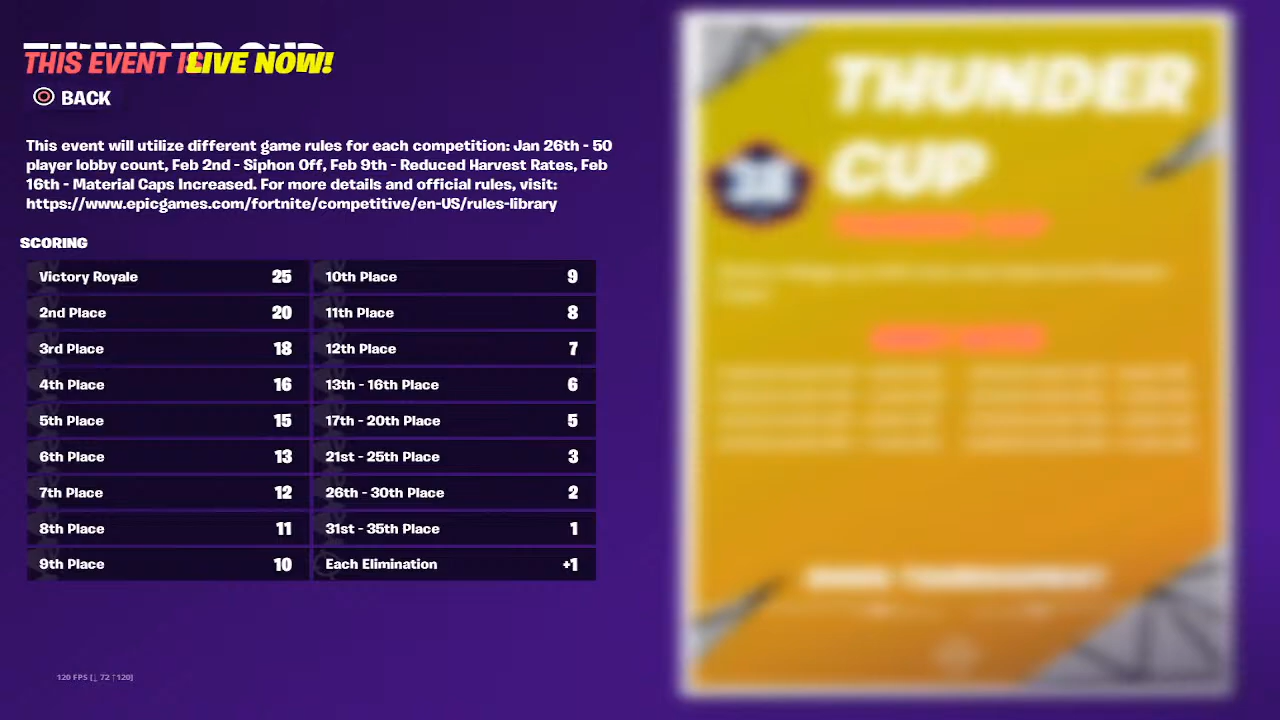 THUNDER CUP
THIS EVENT IS LIVE NOW!
BACK
This event will utilize different game rules for each competition: Jan 26th - 50
player lobby count, Feb 2nd - Siphon Off, Feb 9th - Reduced Harvest Rates, Feb
16th - Material Caps Increased. For more details and official rules, visit:
https://www.epicgames.com/fortnite/competitive/en-US/rules-library
SCORING
Victory Royale 25
2nd Place 20
3rd Place 18
4th Place 16
5th Place 15
6th Place 13
7th Place 12
8th Place 11
9th Place 10
10th Place 9
11th Place 8
12th Place 7
13th - 16th Place 6
17th - 20th Place 5
21st - 25th Place 3
26th - 30th Place 2
31st - 35th Place 1
Each Elimination +1
120 FPS [↓ 72 ↑120]
THUNDER
CUP